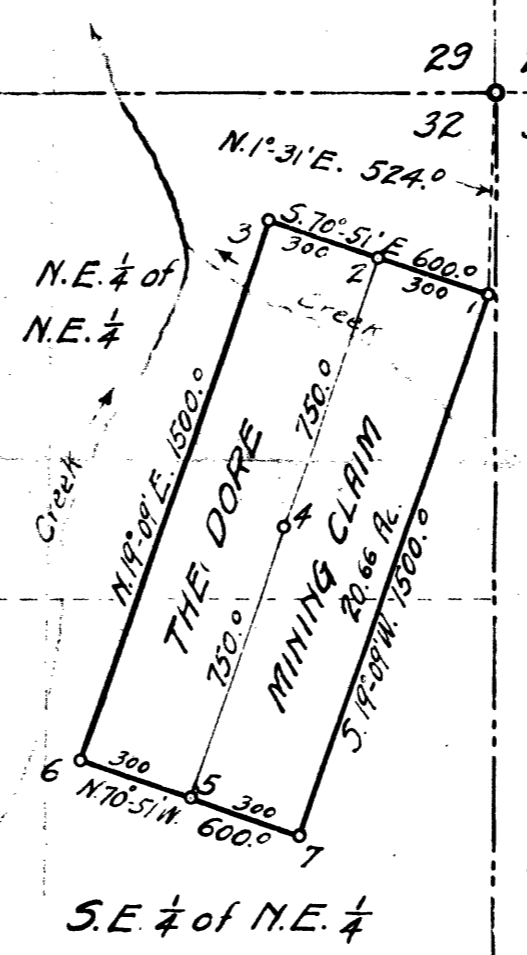 29
32
N.1°-31'E. 524.0
3
S.70°-51'E. 600.0
300
2
300
1
N.E. 1/4 of
N.E. 1/4
Creek
Creek
N.19°-09'E. 1500.0
THE DORE
MINING CLAIM
20.66 Ac.
750.0
4
750.0
S.19°-09'W. 1500.0
6
300
5
300
7
N.70°-51'W. 600.0
S.E. 1/4 of N.E. 1/4